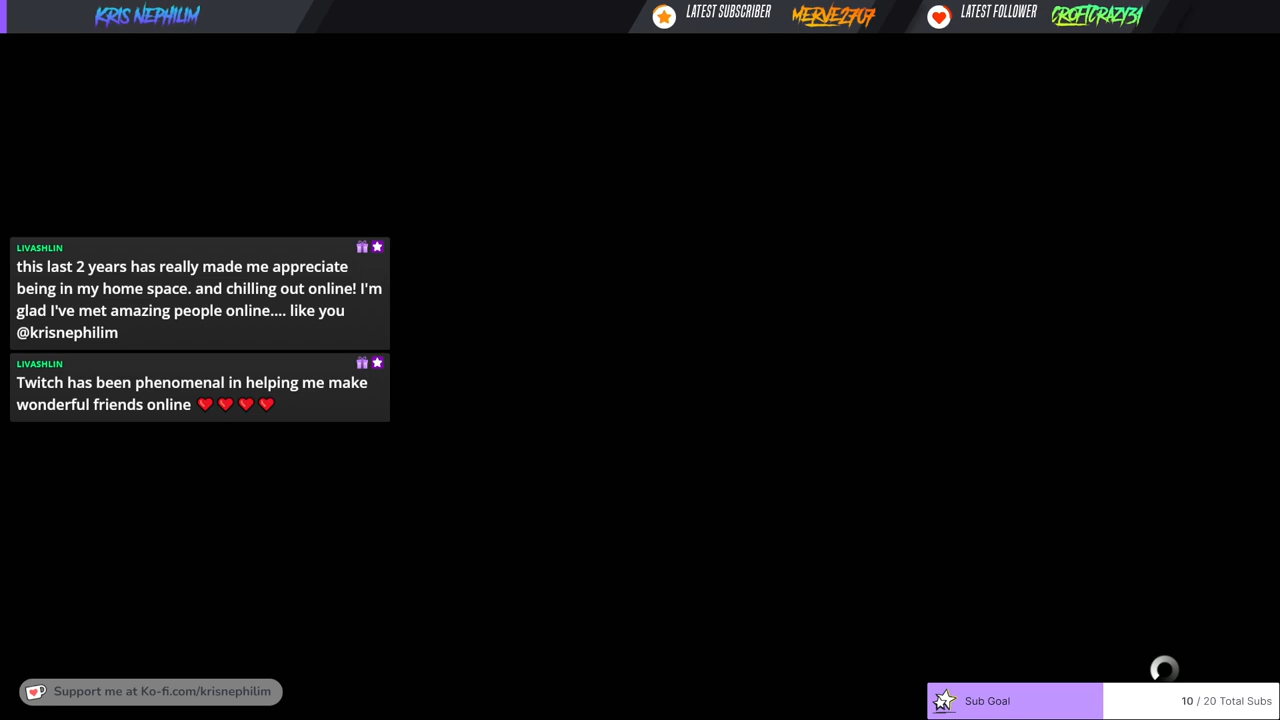 KRIS NEPHILIM
LATEST SUBSCRIBER
MERVE2707
LATEST FOLLOWER
CROFTCRAZY31
LIVASHLIN
this last 2 years has really made me appreciate
being in my home space. and chilling out online! I'm
glad I've met amazing people online.... like you
@krisnephilim
LIVASHLIN
Twitch has been phenomenal in helping me make
wonderful friends online
Support me at Ko-fi.com/krisnephilim
Sub Goal
10 / 20 Total Subs